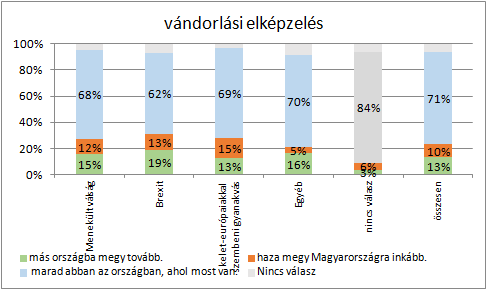 vándorlási elképzelés
100%
80%
60%
40%
20%
0%
68% 62% 69% 70% 84% 71%
12% 13% 15% 5% 6% 10%
15% 19% 13% 16% 3% 13%
Menekült válság
Brexit
kelet-európaiakkal
szembeni gyanakvás
Egyéb
nincs válasz
összesen
más országba megy tovább.
haza megy Magyarországra inkább.
marad abban az országban, ahol most van.
Nincs válasz